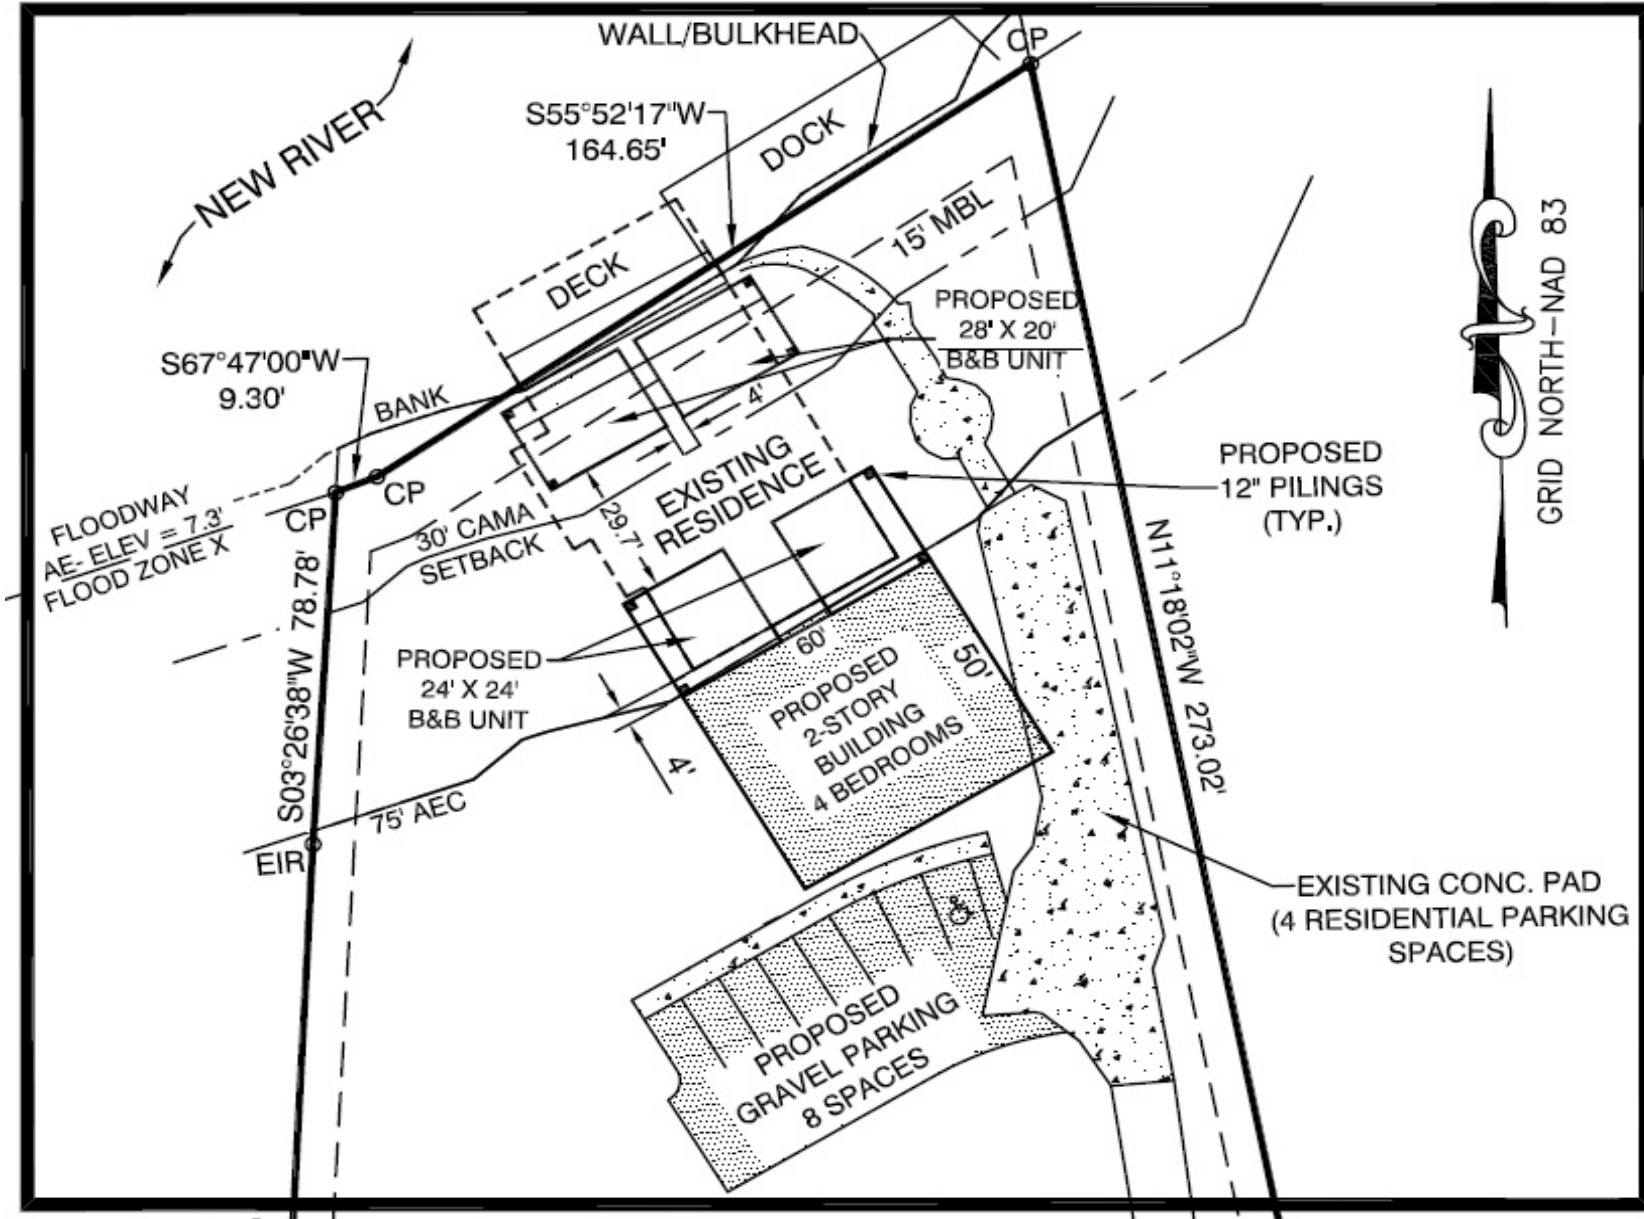 WALL/BULKHEAD
CP
NEW RIVER
S55°52'17"W
164.65'
DOCK
15' MBL
DECK
PROPOSED
28' X 20'
B&B UNIT
S67°47'00"W
9.30'
BANK
4'
GRID NORTH-NAD 83
EXISTING
RESIDENCE
PROPOSED
12" PILINGS
(TYP.)
CP
CP
FLOODWAY
AE- ELEV = 7.3'
FLOOD ZONE X
30' CAMA
SETBACK
29.7'
S03°26'38"W 78.78'
N11°18'02"W 273.02'
PROPOSED
24' X 24'
B&B UNIT
60'
50'
PROPOSED
2-STORY
BUILDING
4 BEDROOMS
4'
75' AEC
EIR
EXISTING CONC. PAD
(4 RESIDENTIAL PARKING
SPACES)
PROPOSED
GRAVEL PARKING
8 SPACES